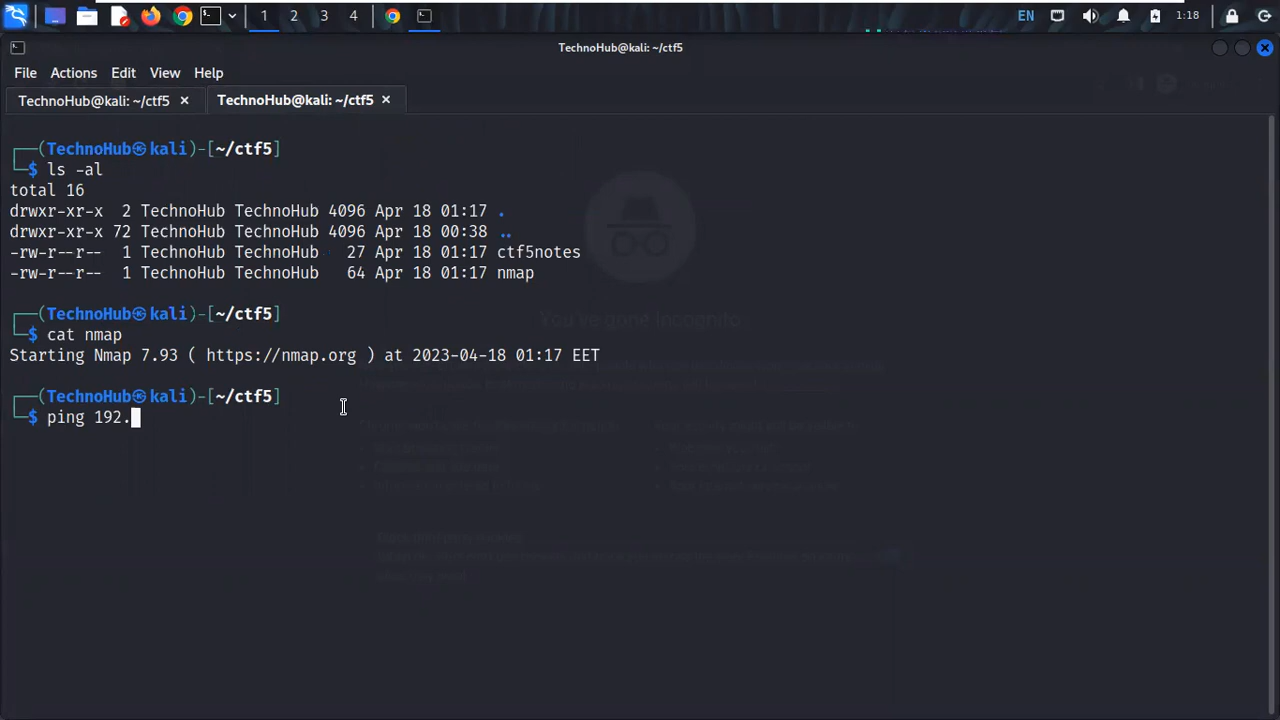 1 2 3 4 EN 1:18
TechnoHub@kali: ~/ctf5
File Actions Edit View Help
TechnoHub@kali: ~/ctf5 × TechnoHub@kali: ~/ctf5 ×
┌──(TechnoHub㉿kali)-[~/ctf5]
└─$ ls -al
total 16
drwxr-xr-x 2 TechnoHub TechnoHub 4096 Apr 18 01:17 .
drwxr-xr-x 72 TechnoHub TechnoHub 4096 Apr 18 00:38 ..
-rw-r--r-- 1 TechnoHub TechnoHub 27 Apr 18 01:17 ctf5notes
-rw-r--r-- 1 TechnoHub TechnoHub 64 Apr 18 01:17 nmap
┌──(TechnoHub㉿kali)-[~/ctf5]
└─$ cat nmap
You've gone Incognito
Starting Nmap 7.93 ( https://nmap.org ) at 2023-04-18 01:17 EET
┌──(TechnoHub㉿kali)-[~/ctf5]
└─$ ping 192.